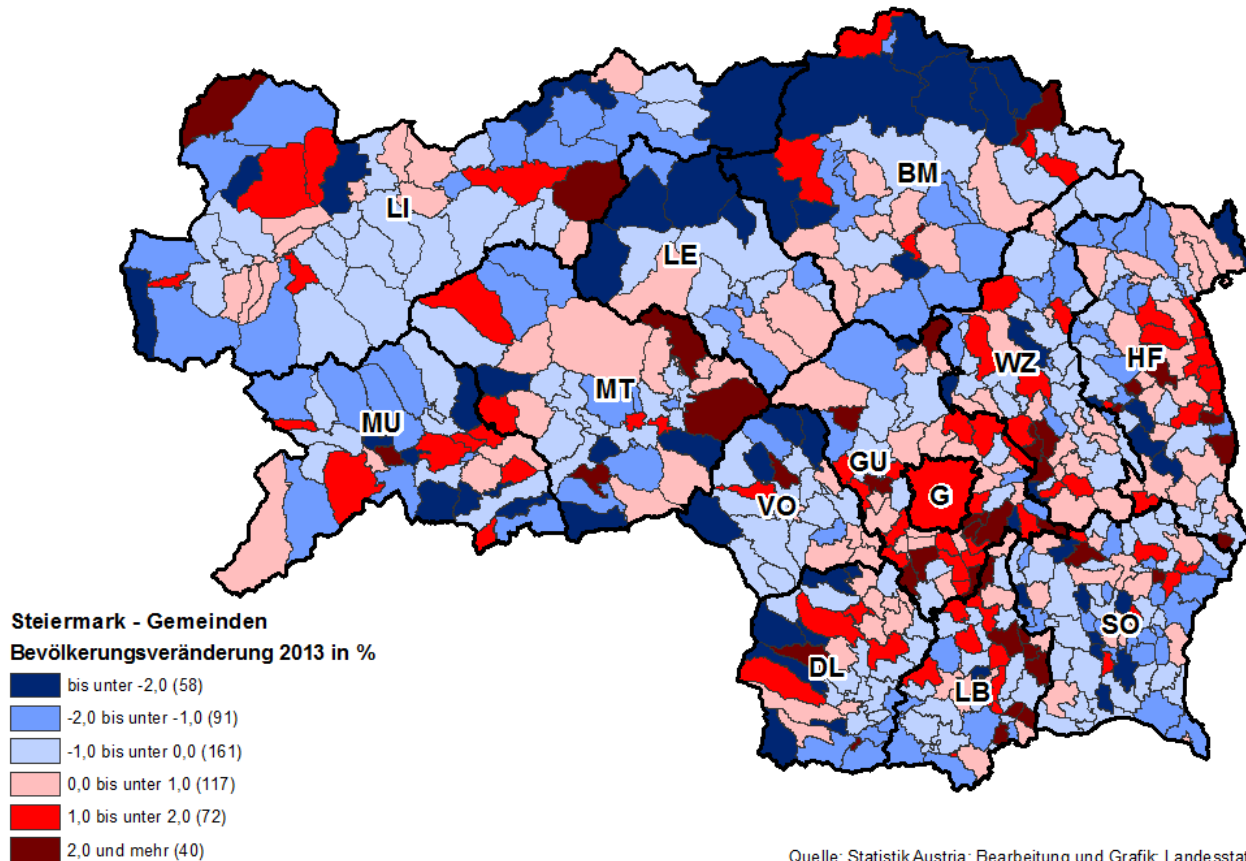 BM
LI
LE
WZ
HF
MT
MU
GU
G
VO
SO
DL
LB
Steiermark - Gemeinden
Bevölkerungsveränderung 2013 in %
bis unter -2,0 (58)
-2,0 bis unter -1,0 (91)
-1,0 bis unter 0,0 (161)
0,0 bis unter 1,0 (117)
1,0 bis unter 2,0 (72)
2,0 und mehr (40)
Quelle: Statistik Austria; Bearbeitung und Grafik: